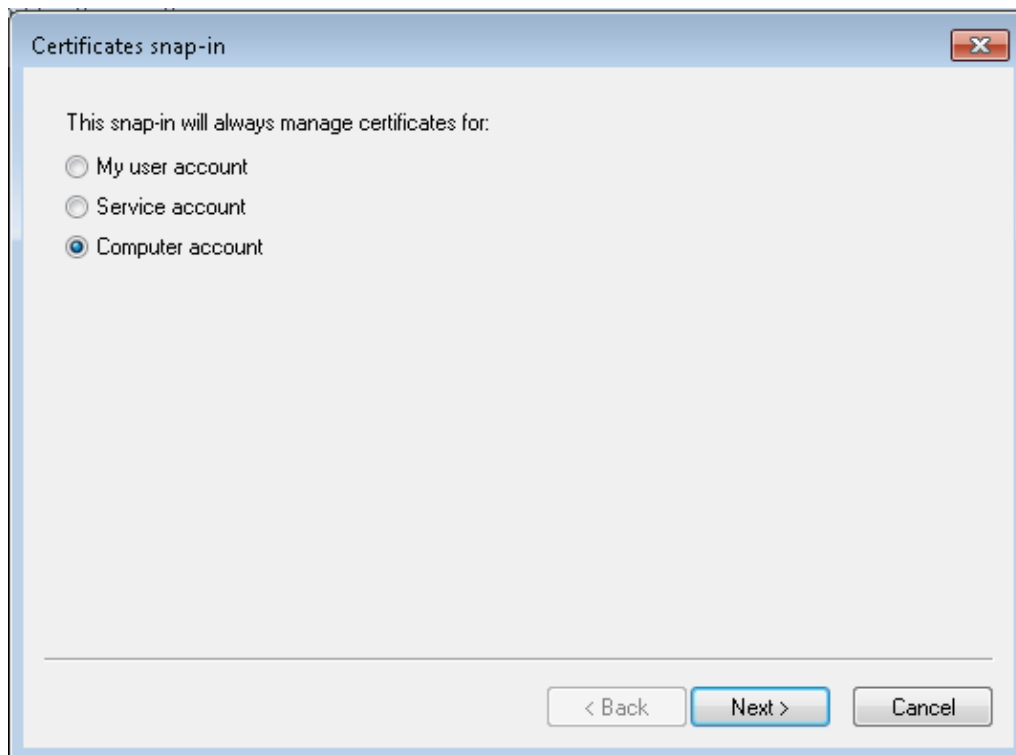 Certificates snap-in
This snap-in will always manage certificates for:
My user account
Service account
Computer account
< Back
Next >
Cancel